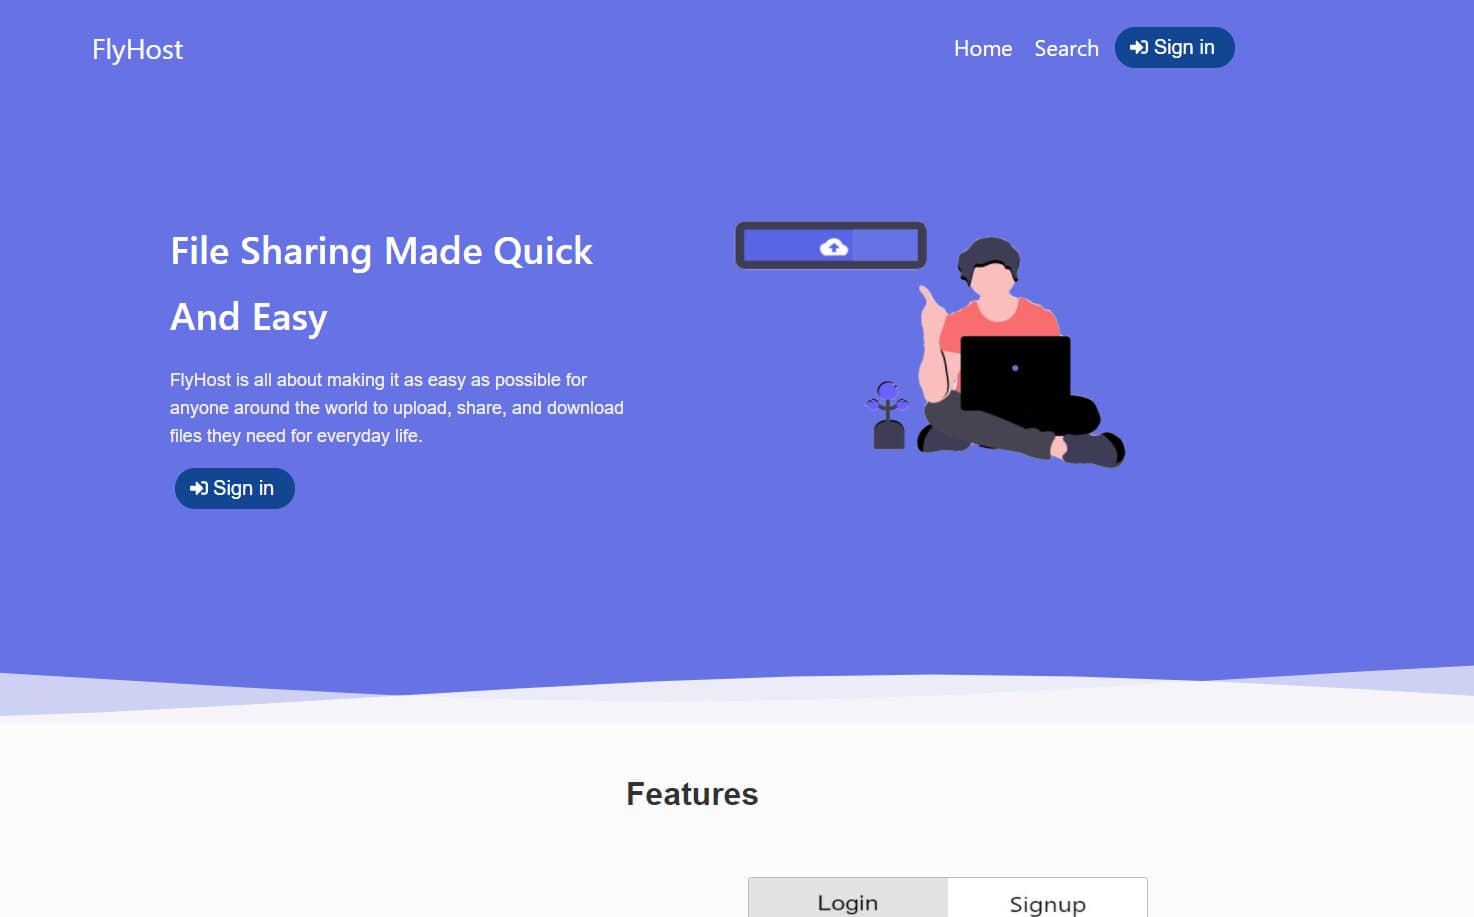 FlyHost
Home Search Sign in
File Sharing Made Quick
And Easy
FlyHost is all about making it as easy as possible for
anyone around the world to upload, share, and download
files they need for everyday life.
Sign in
Features
Login Signup